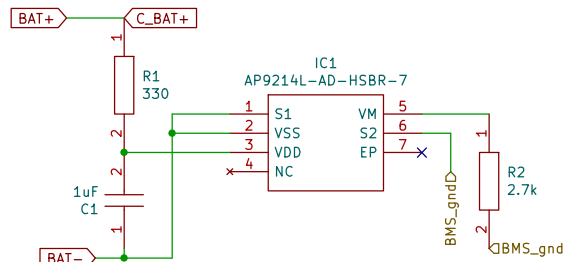 BAT+
C_BAT+
1
R1
330
2
IC1
AP9214L-AD-HSBR-7
1 S1 VM 5
2 VSS S2 6
3 VDD EP 7
4 NC
2
1uF
C1
1
BAT-
BMS_gnd
1
R2
2.7k
2
BMS_gnd